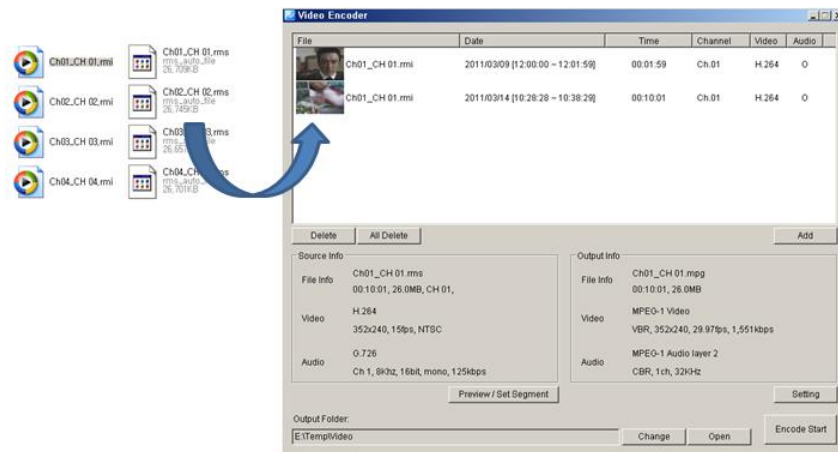 Video Encoder
Ch01_CH 01.rmi
Ch01_CH 01.rms
rms_auto_file
26,709KB
Ch02_CH 02.rmi
Ch02_CH 02.rms
rms_auto_file
26,745KB
Ch03_CH 03.rmi
Ch04_CH 04.rmi
26,701KB
File Date Time Channel Video Audio
Ch01_CH 01.rmi 2011/03/09 [12:00:00 ~ 12:01:59] 00:01:59 Ch.01 H.264 O
Ch01_CH 01.rmi 2011/03/14 [10:28:28 ~ 10:38:29] 00:10:01 Ch.01 H.264 O
Delete All Delete Add
Source Info
File Info
Ch01_CH 01.rms
00:10:01, 26.0MB, CH 01,
Video
H.264
352x240, 15fps, NTSC
Audio
G.726
Ch 1, 8Khz, 16bit, mono, 125kbps
Preview / Set Segment
Output Info
File Info
Ch01_CH 01.mpg
00:10:01, 26.0MB
Video
MPEG-1 Video
VBR, 352x240, 29.97fps, 1,551kbps
Audio
MPEG-1 Audio layer 2
CBR, 1ch, 32KHz
Setting
Output Folder:
E:\Temp\Video
Change Open Encode Start